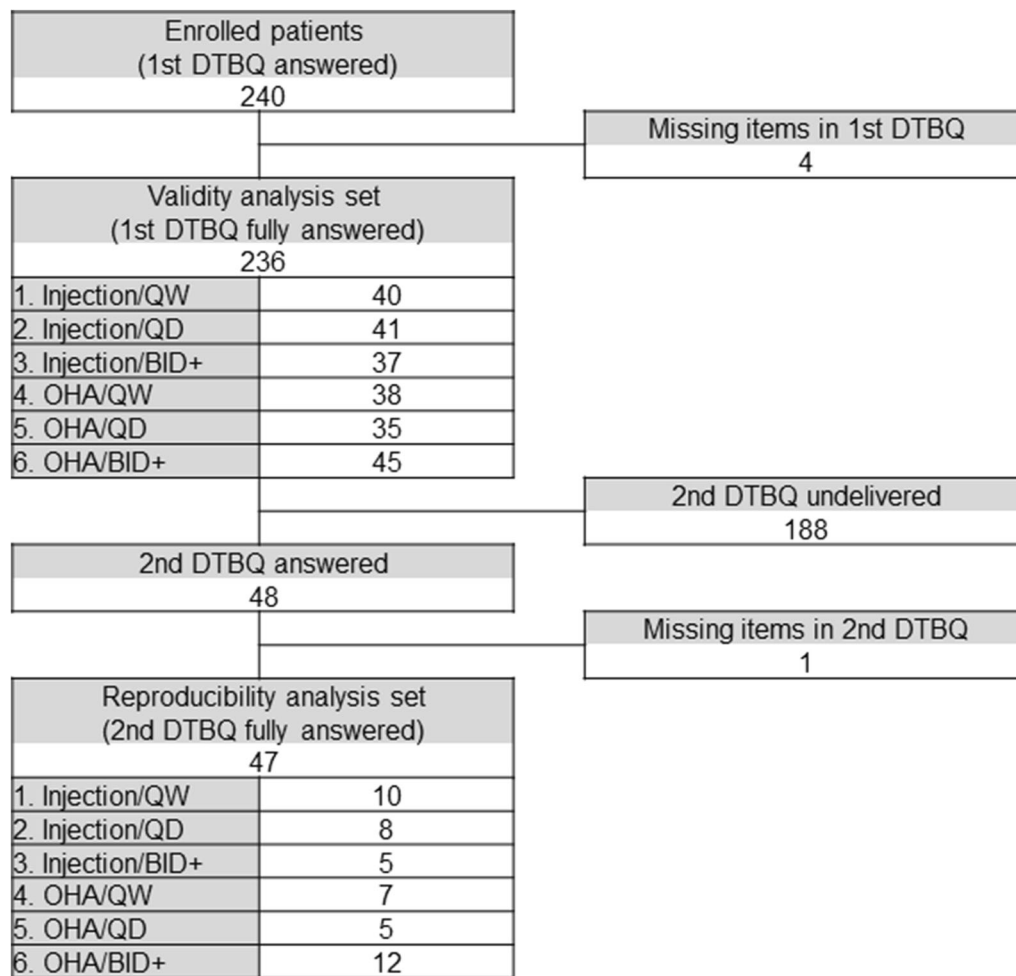 Enrolled patients
(1st DTBQ answered)
240
Missing items in 1st DTBQ
4
Validity analysis set
(1st DTBQ fully answered)
236
1. Injection/QW 40
2. Injection/QD 41
3. Injection/BID+ 37
4. OHA/QW 38
5. OHA/QD 35
6. OHA/BID+ 45
2nd DTBQ undelivered
188
2nd DTBQ answered
48
Missing items in 2nd DTBQ
1
Reproducibility analysis set
(2nd DTBQ fully answered)
47
1. Injection/QW 10
2. Injection/QD 8
3. Injection/BID+ 5
4. OHA/QW 7
5. OHA/QD 5
6. OHA/BID+ 12